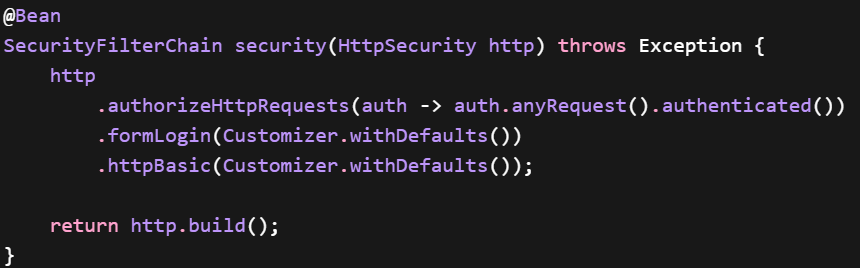 @Bean
SecurityFilterChain security(HttpSecurity http) throws Exception {
    http
        .authorizeHttpRequests(auth -> auth.anyRequest().authenticated())
        .formLogin(Customizer.withDefaults())
        .httpBasic(Customizer.withDefaults());

    return http.build();
}